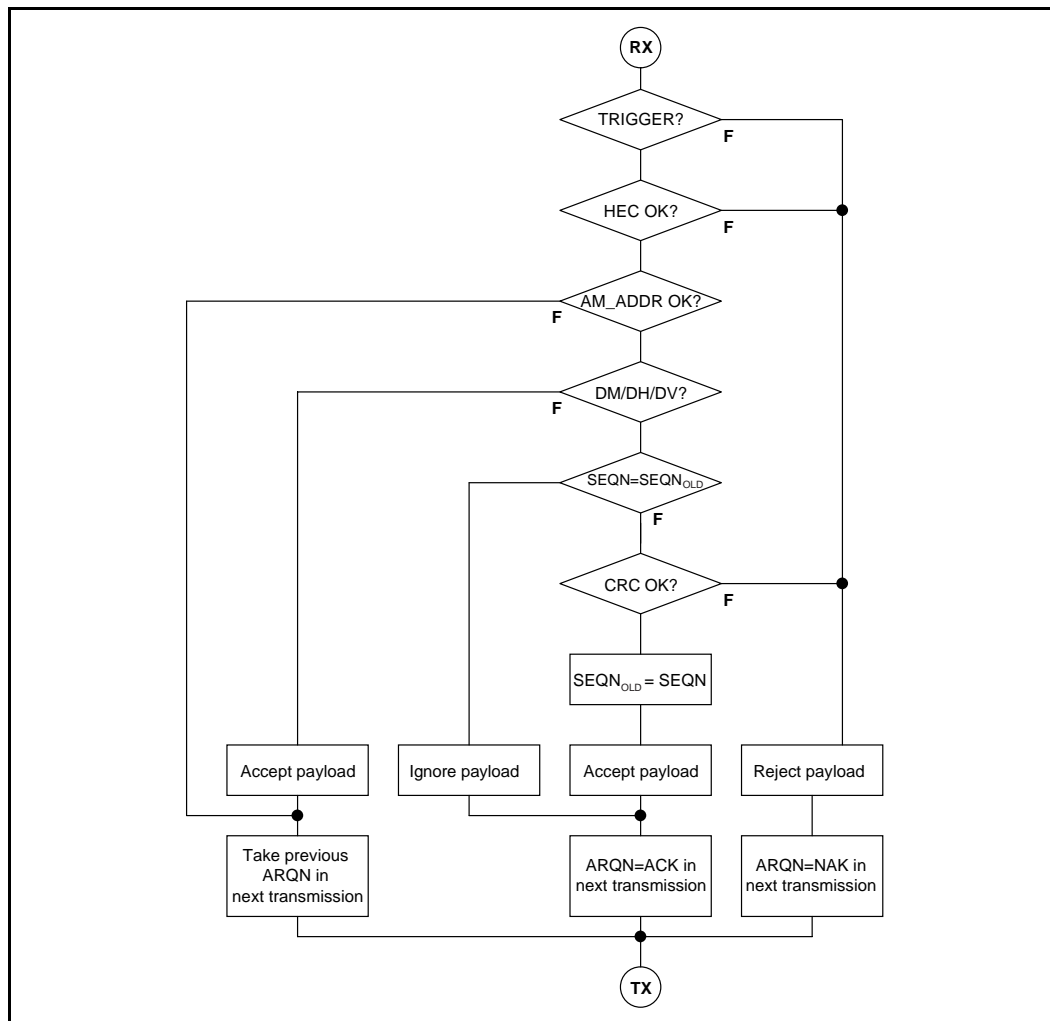 RX
TRIGGER?
F
HEC OK?
F
AM_ADDR OK?
F
DM/DH/DV?
F
SEQN=SEQN_OLD
F
CRC OK?
F
SEQN_OLD = SEQN
Accept payload
Ignore payload
Accept payload
Reject payload
Take previous
ARQN in
next transmission
ARQN=ACK in
next transmission
ARQN=NAK in
next transmission
TX